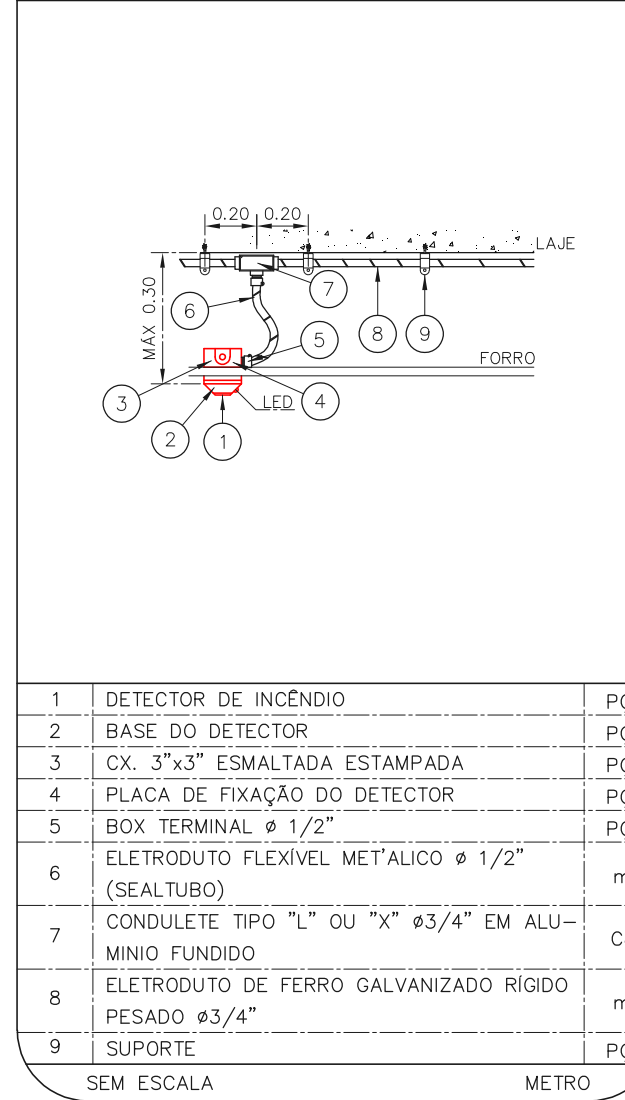 0.20 0.20
LAJE
MÁX 0.30
7
6
5
8
9
FORRO
3
LED
4
2
1
1 DETECTOR DE INCÊNDIO
2 BASE DO DETECTOR
3 CX. 3”x3” ESMALTADA ESTAMPADA
4 PLACA DE FIXAÇÃO DO DETECTOR
5 BOX TERMINAL ø 1/2”
6 ELETRODUTO FLEXÍVEL MET’ALICO ø 1/2”
(SEALTUBO)
7 CONDULETE TIPO ”L” OU ”X” ø3/4” EM ALU-
MINIO FUNDIDO
8 ELETRODUTO DE FERRO GALVANIZADO RÍGIDO
PESADO ø3/4”
9 SUPORTE
SEM ESCALA METRO